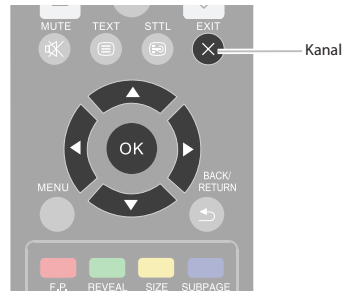 MUTE TEXT STTL EXIT
Kanal
OK
MENU
BACK/
RETURN
F.P. REVEAL SIZE SUBPAGE